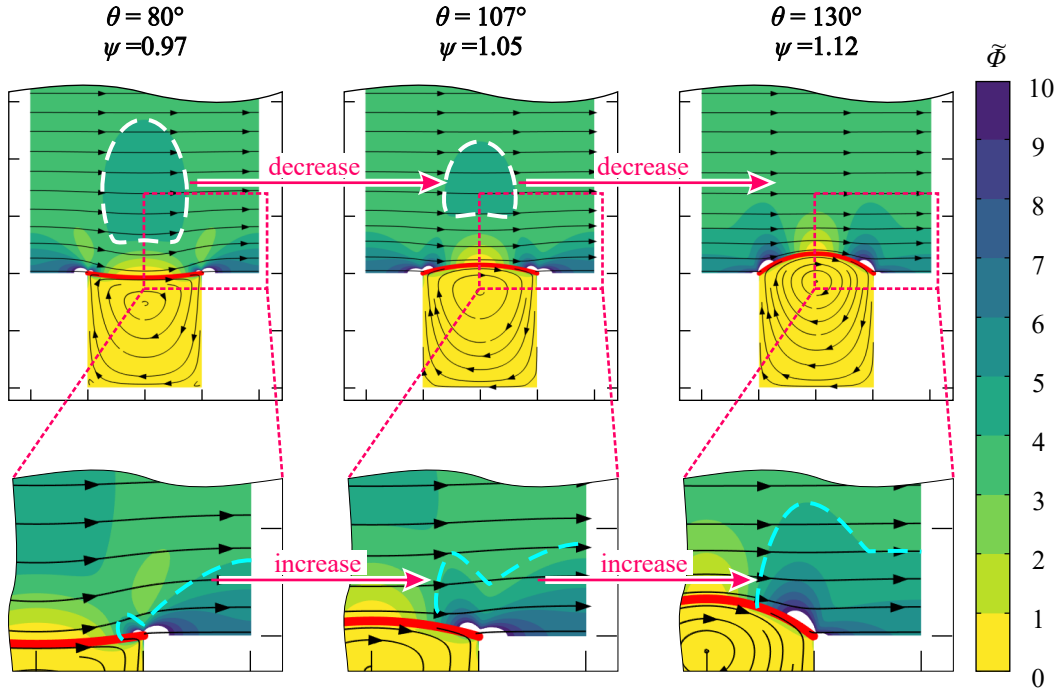 θ = 80°
ψ =0.97
θ = 107°
ψ =1.05
θ = 130°
ψ =1.12
Φ̃
decrease
decrease
10
9
8
7
6
5
4
3
2
1
0
increase
increase